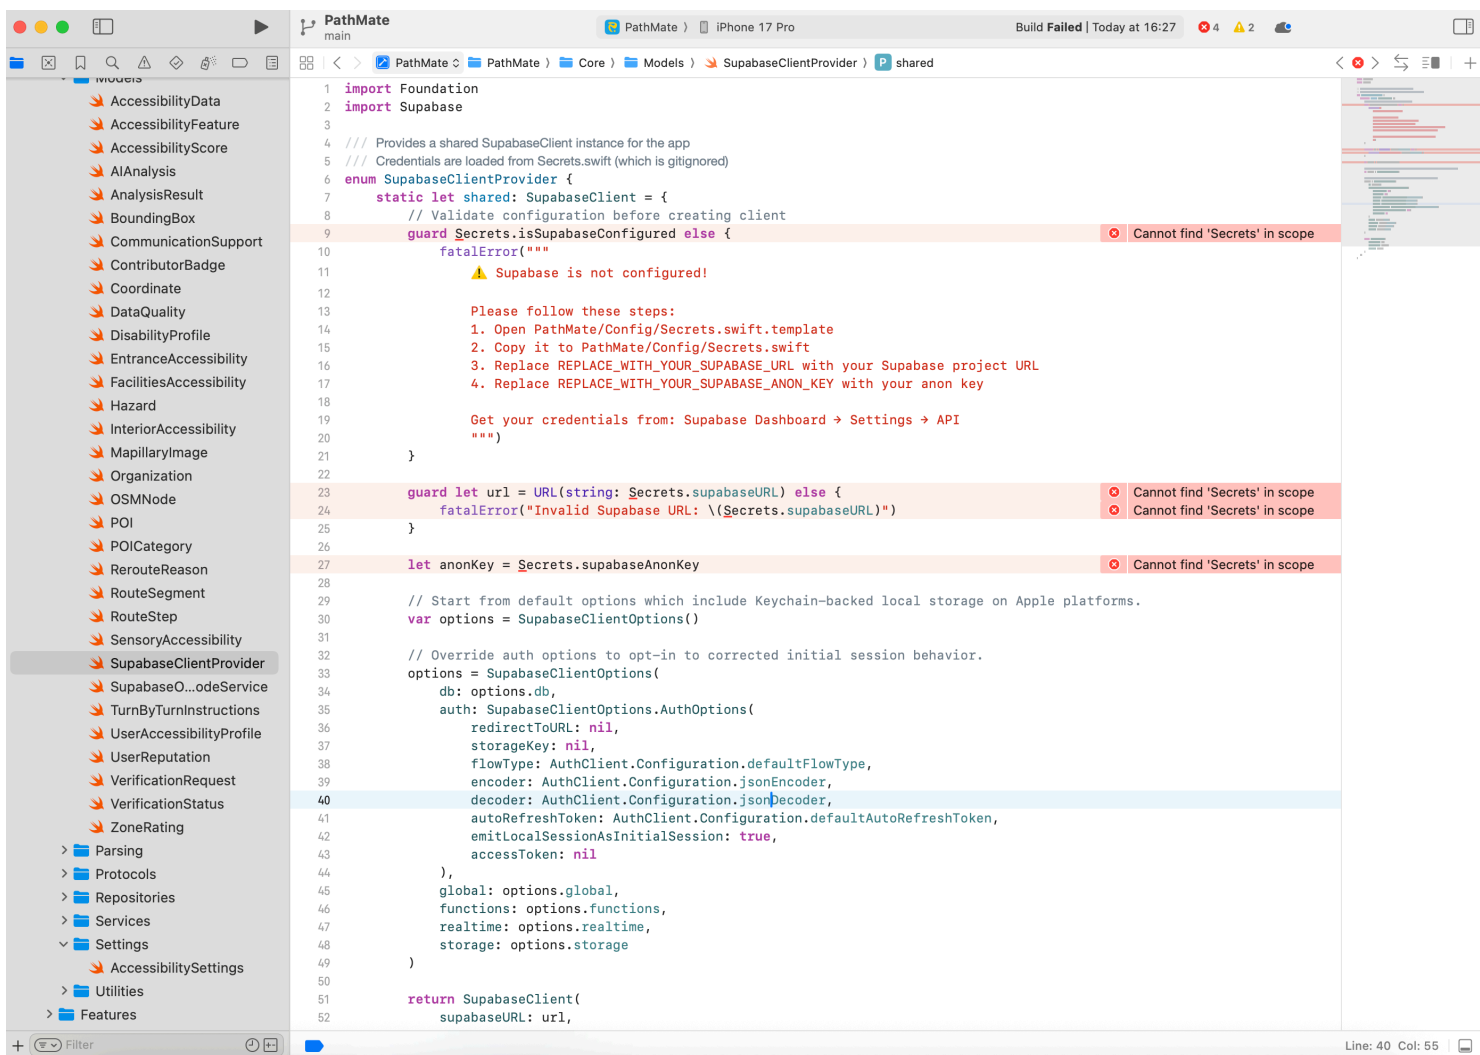 PathMate
main
PathMate 〉 iPhone 17 Pro
Build Failed | Today at 16:27
4
2
PathMate 〉 PathMate 〉 Core 〉 Models 〉 SupabaseClientProvider 〉 P shared
Models
AccessibilityData
AccessibilityFeature
AccessibilityScore
AIAnalysis
AnalysisResult
BoundingBox
CommunicationSupport
ContributorBadge
Coordinate
DataQuality
DisabilityProfile
EntranceAccessibility
FacilitiesAccessibility
Hazard
InteriorAccessibility
MapillaryImage
Organization
OSMNode
POI
POICategory
RerouteReason
RouteSegment
RouteStep
SensoryAccessibility
SupabaseClientProvider
SupabaseO...odeService
TurnByTurnInstructions
UserAccessibilityProfile
UserReputation
VerificationRequest
VerificationStatus
ZoneRating
Parsing
Protocols
Repositories
Services
Settings
AccessibilitySettings
Utilities
Features
Filter
1 import Foundation
2 import Supabase
3
4 /// Provides a shared SupabaseClient instance for the app
5 /// Credentials are loaded from Secrets.swift (which is gitignored)
6 enum SupabaseClientProvider {
7 static let shared: SupabaseClient = {
8 // Validate configuration before creating client
9 guard Secrets.isSupabaseConfigured else { Cannot find 'Secrets' in scope
10 fatalError("""
11 ⚠️ Supabase is not configured!
12
13 Please follow these steps:
14 1. Open PathMate/Config/Secrets.swift.template
15 2. Copy it to PathMate/Config/Secrets.swift
16 3. Replace REPLACE_WITH_YOUR_SUPABASE_URL with your Supabase project URL
17 4. Replace REPLACE_WITH_YOUR_SUPABASE_ANON_KEY with your anon key
18
19 Get your credentials from: Supabase Dashboard → Settings → API
20 """)
21 }
22
23 guard let url = URL(string: Secrets.supabaseURL) else { Cannot find 'Secrets' in scope
24 fatalError("Invalid Supabase URL: \(Secrets.supabaseURL)") Cannot find 'Secrets' in scope
25 }
26
27 let anonKey = Secrets.supabaseAnonKey Cannot find 'Secrets' in scope
28
29 // Start from default options which include Keychain-backed local storage on Apple platforms.
30 var options = SupabaseClientOptions()
31
32 // Override auth options to opt-in to corrected initial session behavior.
33 options = SupabaseClientOptions(
34 db: options.db,
35 auth: SupabaseClientOptions.AuthOptions(
36 redirectToURL: nil,
37 storageKey: nil,
38 flowType: AuthClient.Configuration.defaultFlowType,
39 encoder: AuthClient.Configuration.jsonEncoder,
40 decoder: AuthClient.Configuration.jsonDecoder,
41 autoRefreshToken: AuthClient.Configuration.defaultAutoRefreshToken,
42 emitLocalSessionAsInitialSession: true,
43 accessToken: nil
44 ),
45 global: options.global,
46 functions: options.functions,
47 realtime: options.realtime,
48 storage: options.storage
49 )
50
51 return SupabaseClient(
52 supabaseURL: url,
Line: 40 Col: 55